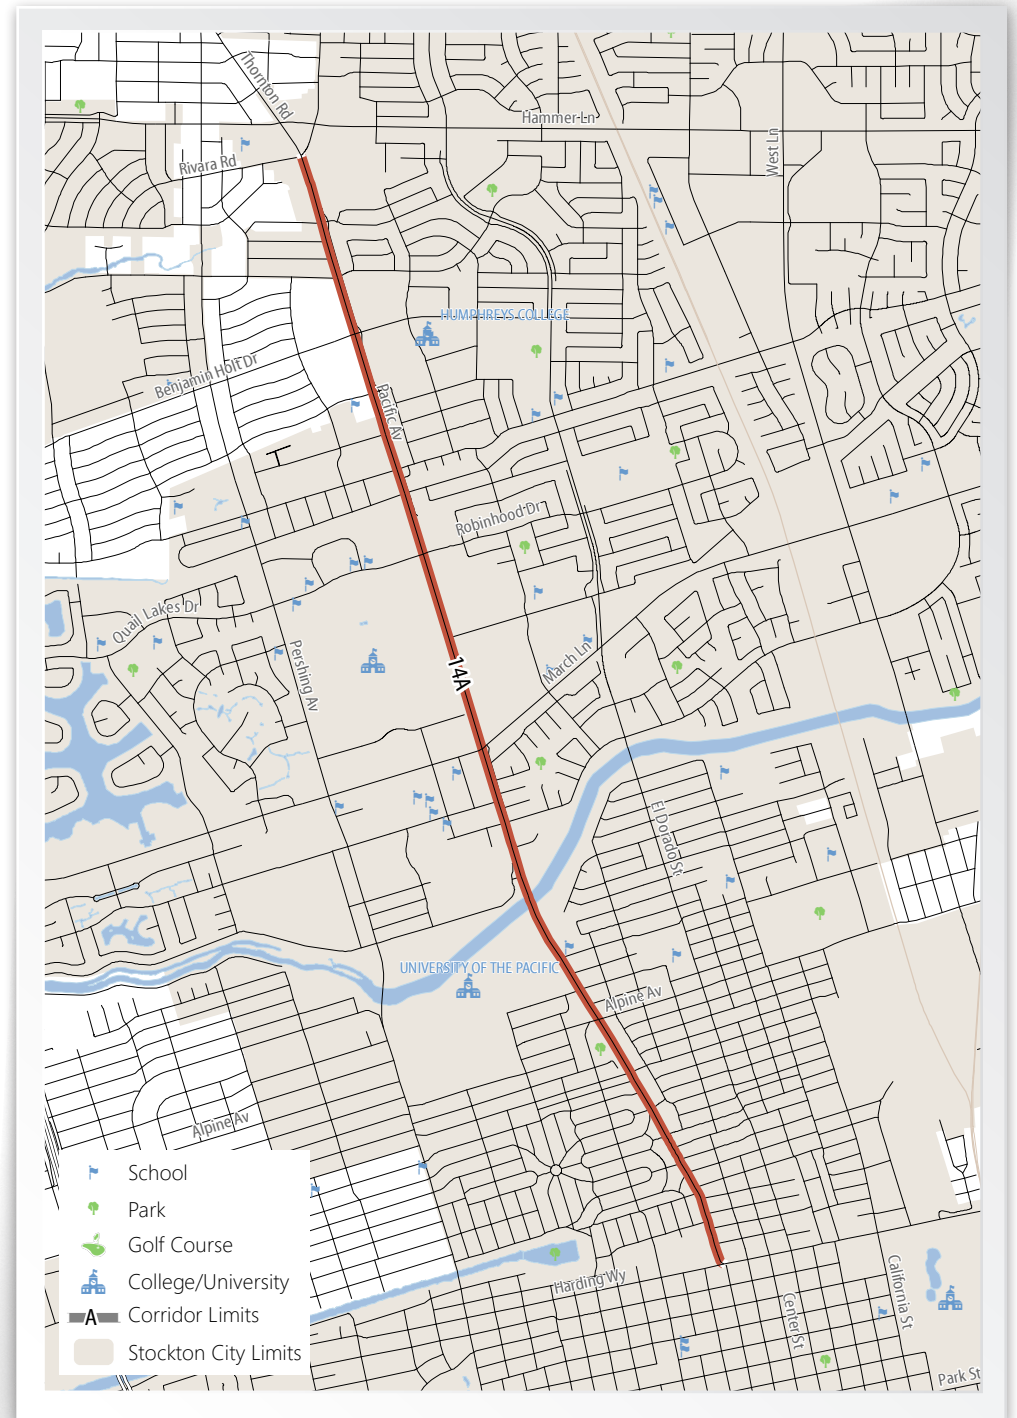 Thornton Rd
Hammer Ln
West Ln
Rivara Rd
HUMPHREYS COLLEGE
Benjamin Holt Dr
Pacific Av
Robinhood Dr
Quail Lakes Dr
Pershing Av
March Ln
14A
El Dorado St
UNIVERSITY OF THE PACIFIC
Alpine Av
Alpine Av
School
Park
Golf Course
College/University
A
Corridor Limits
Stockton City Limits
Harding Wy
Center St
California St
Park St